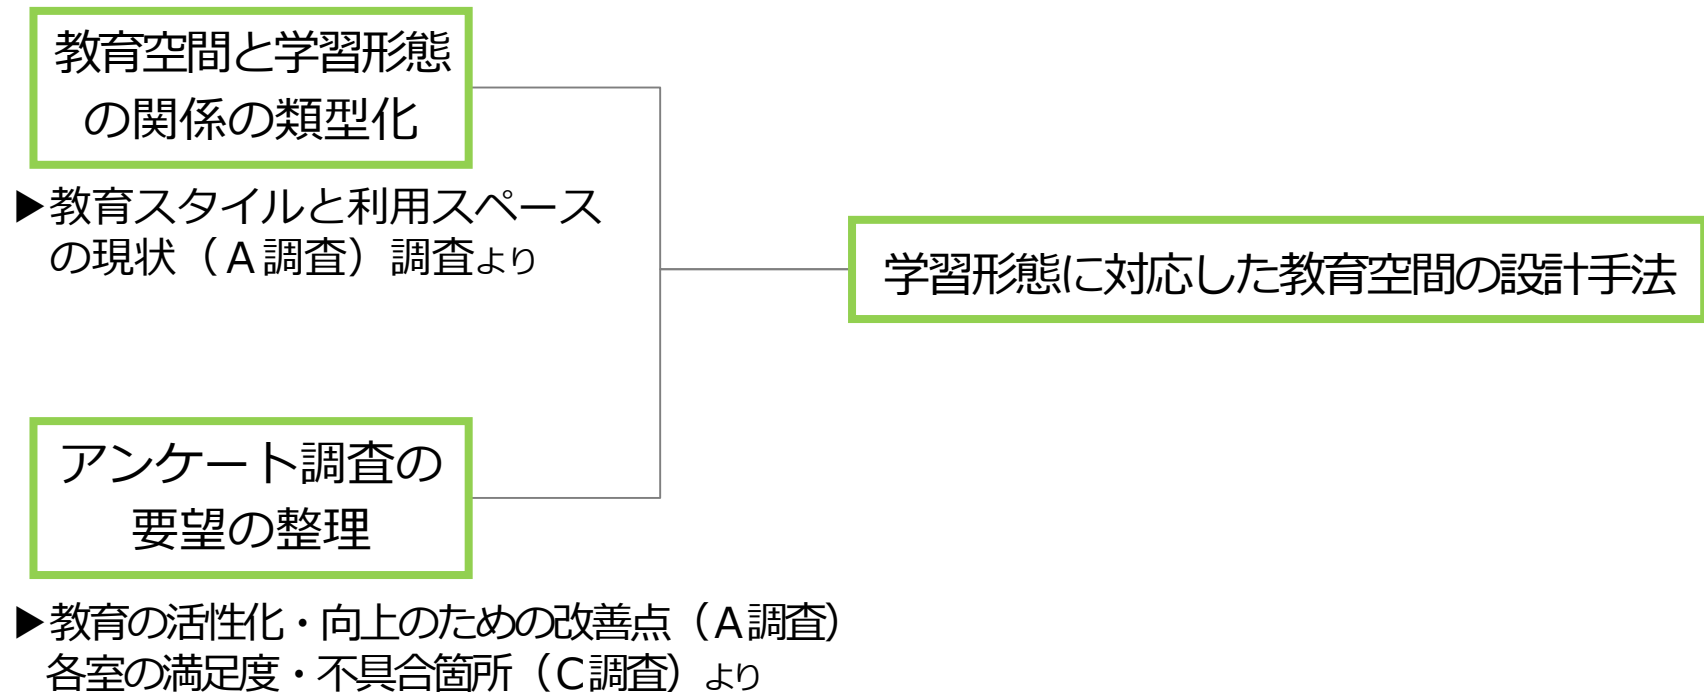 教育空間と学習形態
の関係の類型化
▶教育スタイルと利用スペース
の現状（A調査）調査より
学習形態に対応した教育空間の設計手法
アンケート調査の
要望の整理
▶教育の活性化・向上のための改善点（A調査）
各室の満足度・不具合箇所（C調査）より